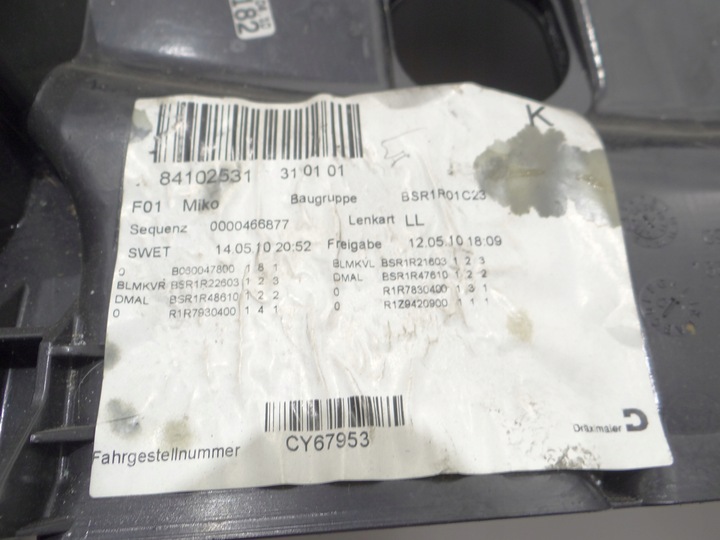 182
K
84102531 31 01 01
F01 Miko Baugruppe BSR1R01C23
Sequenz 0000466877 Lenkart LL
SWET 14.05.10 20:52 Freigabe 12.05.10 18:09
0 B050047800 1 8 1 BLMKVL BSR1R21603 1 2 3
BLMKVR BSR1R22603 1 2 3 DMAL BSR1R47610 1 2 2
DMAL BSR1R48610 1 2 2 0 R1R7830400 1 3 1
0 R1R7930400 1 4 1 0 R1Z9420900 1 1 1
CY67953
Fahrgestellnummer
Dräxlmaier